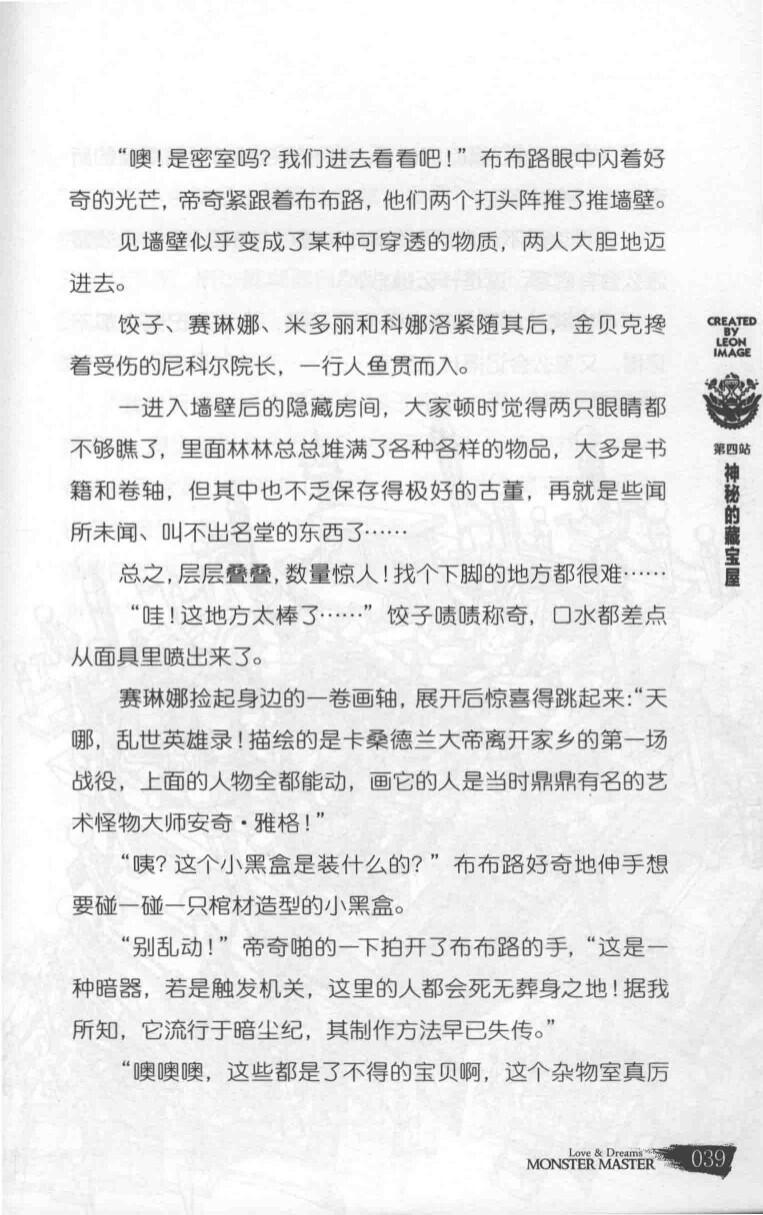 “噢！是密室吗？我们进去看看吧！”布布路眼中闪着好
奇的光芒，帝奇紧跟着布布路，他们两个打头阵推了推墙壁。
见墙壁似乎变成了某种可穿透的物质，两人大胆地迈
进去。
饺子、赛琳娜、米多丽和科娜洛紧随其后，金贝克搀
着受伤的尼科尔院长，一行人鱼贯而入。
一进入墙壁后的隐藏房间，大家顿时觉得两只眼睛都
不够瞧了，里面林林总总堆满了各种各样的物品，大多是书
籍和卷轴，但其中也不乏保存得极好的古董，再就是些闻
所未闻、叫不出名堂的东西了……
总之，层层叠叠，数量惊人！找个下脚的地方都很难……
“哇！这地方太棒了……”饺子啧啧称奇，口水都差点
从面具里喷出来了。
赛琳娜捡起身边的一卷画轴，展开后惊喜得跳起来：“天
哪，乱世英雄录！描绘的是卡桑德兰大帝离开家乡的第一场
战役，上面的人物全都能动，画它的人是当时鼎鼎有名的艺
术怪物大师安奇·雅格！”
“咦？这个小黑盒是装什么的？”布布路好奇地伸手想
要碰一碰一只棺材造型的小黑盒。
“别乱动！”帝奇啪的一下拍开了布布路的手，“这是一
种暗器，若是触发机关，这里的人都会死无葬身之地！据我
所知，它流行于暗尘纪，其制作方法早已失传。”
“噢噢噢，这些都是了不得的宝贝啊，这个杂物室真厉
CREATED
BY
LEON
IMAGE
第四站
神秘的藏宝屋
Love & Dreams
MONSTER MASTER
039